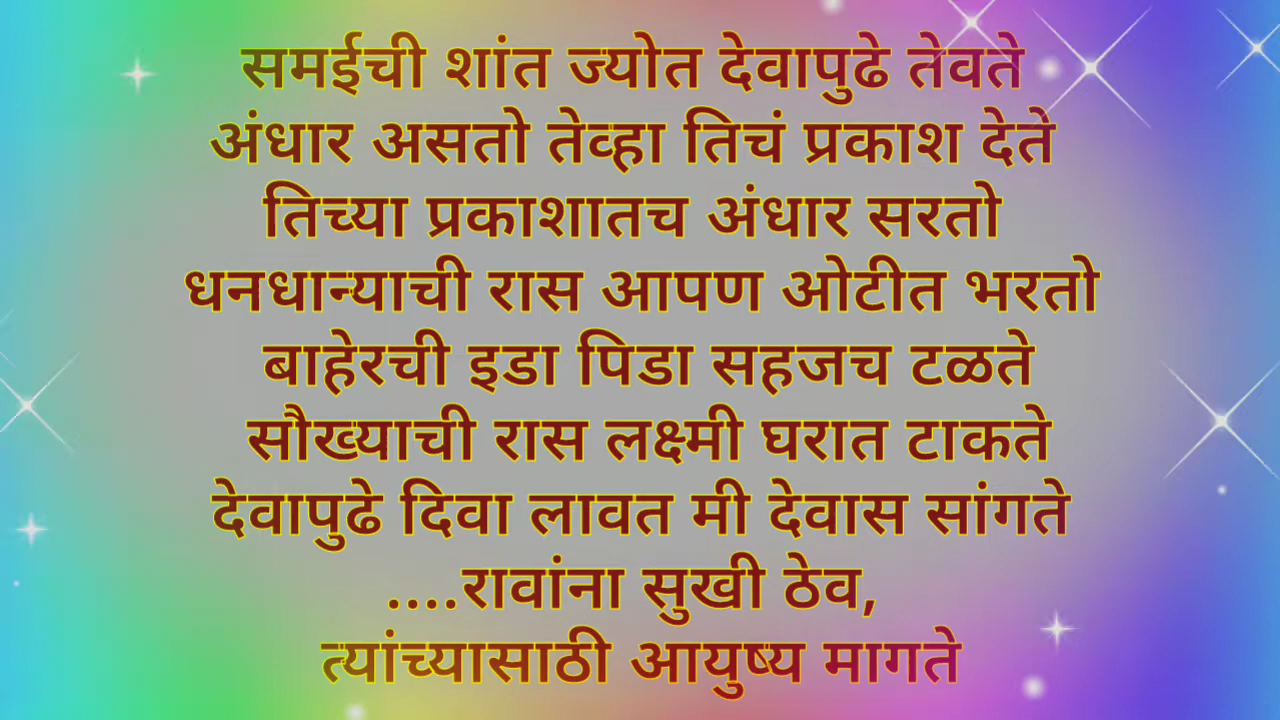 समईची शांत ज्योत देवापुढे तेवते
अंधार असतो तेव्हा तिचं प्रकाश देते
तिच्या प्रकाशातच अंधार सरतो
धनधान्याची रास आपण ओटीत भरतो
बाहेरची इडा पिडा सहजच टळते
सौख्याची रास लक्ष्मी घरात टाकते
देवापुढे दिवा लावत मी देवास सांगते
....रावांना सुखी ठेव,
त्यांच्यासाठी आयुष्य मागते